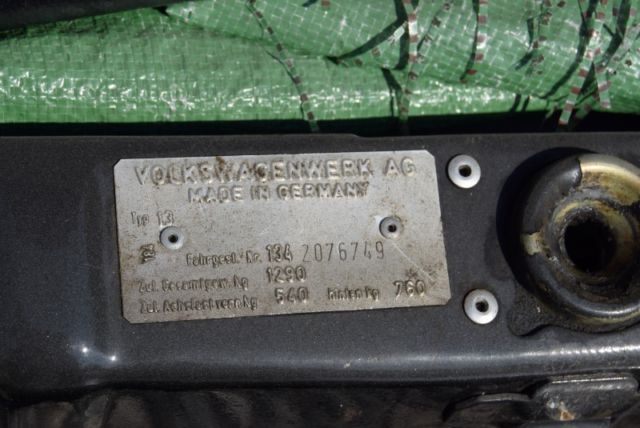 VOLKSWAGENWERK AG
MADE IN GERMANY
Typ 13
Fahrgest. Nr. 134 2076749
Zul. Gesamtgew. kg 1290
Zul. Achslast vorn kg 540 hinten kg 760